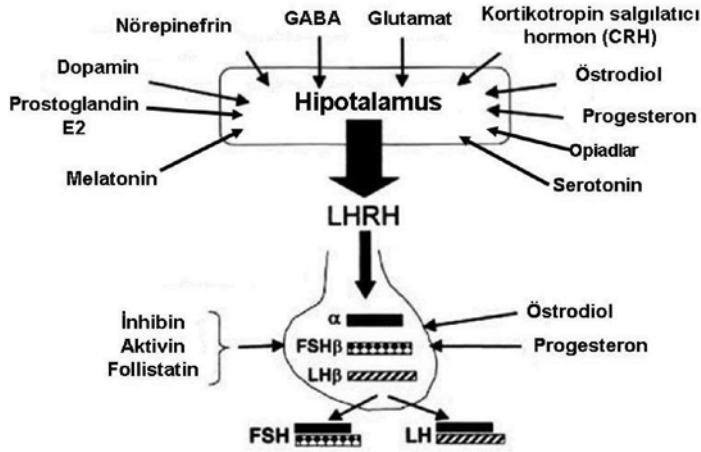 Nörepinefrin
GABA
Glutamat
Kortikotropin salgılatıcı
hormon (CRH)
Dopamin
Prostoglandin
E2
Melatonin
Hipotalamus
Östrodiol
Progesteron
Opiadlar
Serotonin
LHRH
İnhibin
Aktivin
Follistatin
α
FSHβ
LHβ
Östrodiol
Progesteron
FSH
LH